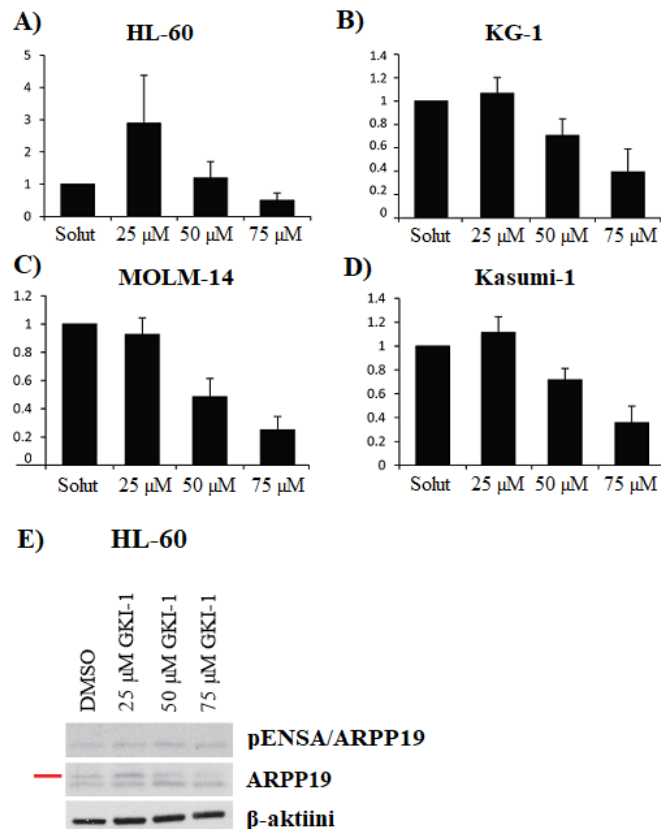 A)
HL-60
5
4
3
2
1
0
Solut 25 μM 50 μM 75 μM
B)
KG-1
1.4
1.2
1
0.8
0.6
0.4
0.2
0
Solut 25 μM 50 μM 75 μM
C)
MOLM-14
1.2
1
0.8
0.6
0.4
0.2
0
Solut 25 μM 50 μM 75 μM
D)
Kasumi-1
1.4
1.2
1
0.8
0.6
0.4
0.2
0
Solut 25 μM 50 μM 75 μM
E) HL-60
DMSO
25 μM GKI-1
50 μM GKI-1
75 μM GKI-1
pENSA/ARPP19
ARPP19
β-aktiini